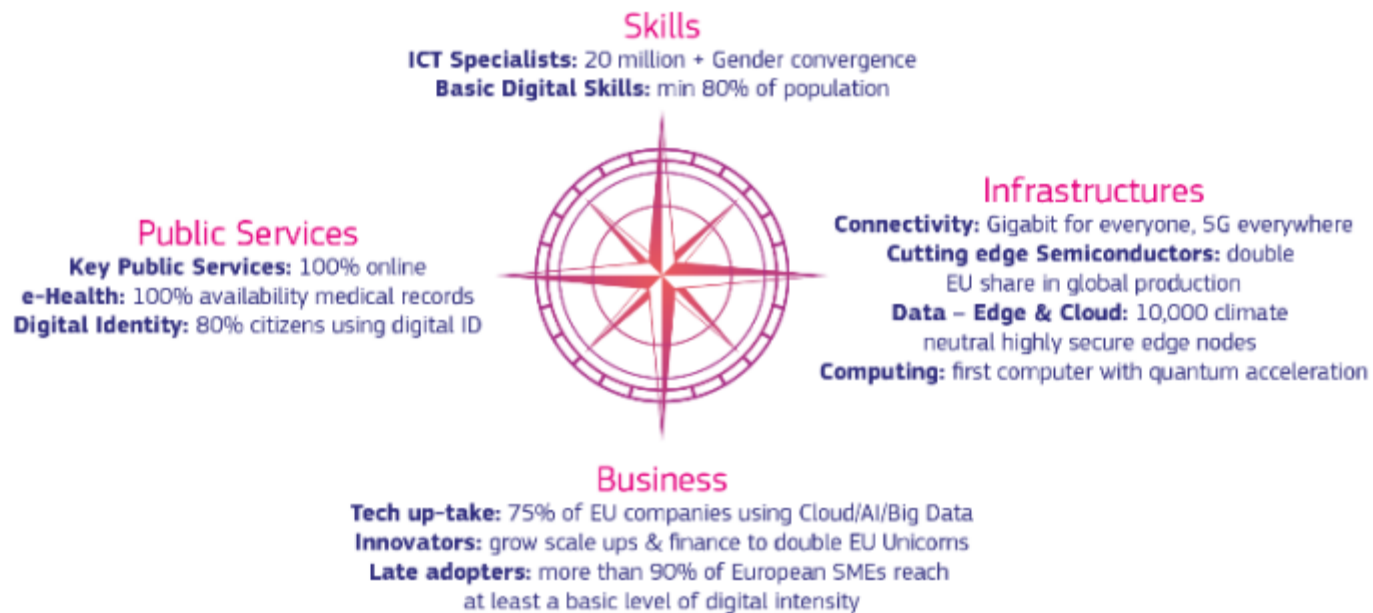 Skills
ICT Specialists: 20 million + Gender convergence
Basic Digital Skills: min 80% of population
Infrastructures
Connectivity: Gigabit for everyone, 5G everywhere
Cutting edge Semiconductors: double
EU share in global production
Data – Edge & Cloud: 10,000 climate
neutral highly secure edge nodes
Computing: first computer with quantum acceleration
Public Services
Key Public Services: 100% online
e-Health: 100% availability medical records
Digital Identity: 80% citizens using digital ID
Business
Tech up-take: 75% of EU companies using Cloud/AI/Big Data
Innovators: grow scale ups & finance to double EU Unicorns
Late adopters: more than 90% of European SMEs reach
at least a basic level of digital intensity